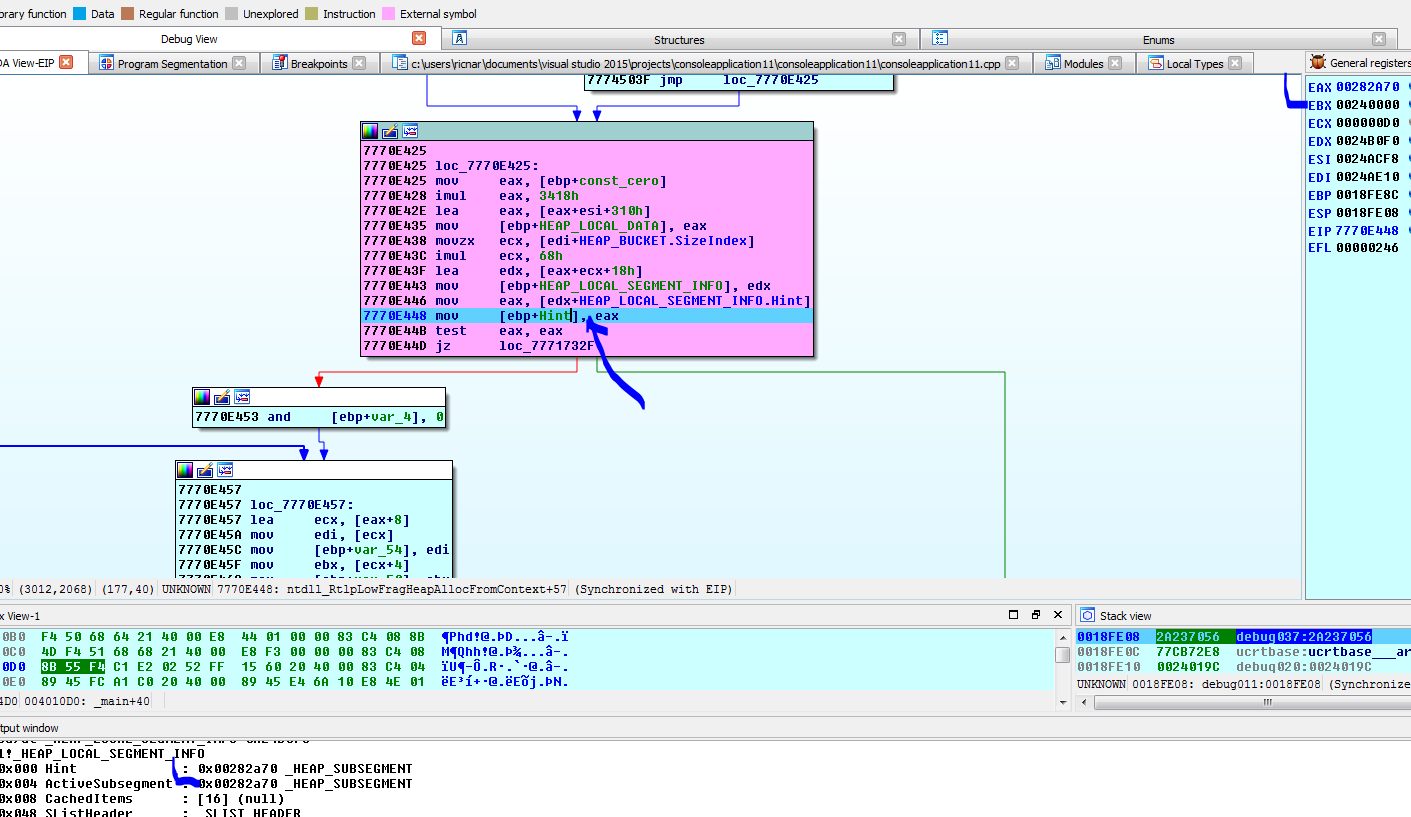 orary function Data Regular function Unexplored Instruction External symbol
Debug View Structures Enums
DA View-EIP Program Segmentation Breakpoints c:\users\ricnar\documents\visual studio 2015\projects\consoleapplication11\consoleapplication11\consoleapplication11.cpp Modules Local Types General registers
7774503F jmp loc_7770E425
EAX 00282A70
EBX 00240000
ECX 000000D0
EDX 0024B0F0
ESI 0024ACF8
EDI 0024AE10
EBP 0018FE8C
ESP 0018FE08
EIP 7770E448
EFL 00000246
7770E425
7770E425 loc_7770E425:
7770E425 mov eax, [ebp+const_cero]
7770E428 imul eax, 3418h
7770E42E lea eax, [eax+esi+310h]
7770E435 mov [ebp+HEAP_LOCAL_DATA], eax
7770E438 movzx ecx, [edi+HEAP_BUCKET.SizeIndex]
7770E43C imul ecx, 68h
7770E43F lea edx, [eax+ecx+18h]
7770E443 mov [ebp+HEAP_LOCAL_SEGMENT_INFO], edx
7770E446 mov eax, [edx+HEAP_LOCAL_SEGMENT_INFO.Hint]
7770E448 mov [ebp+Hint], eax
7770E44B test eax, eax
7770E44D jz loc_7771732F
7770E453 and [ebp+var_4], 0
7770E457
7770E457 loc_7770E457:
7770E457 lea ecx, [eax+8]
7770E45A mov edi, [ecx]
7770E45C mov [ebp+var_54], edi
7770E45F mov ebx, [ecx+4]
0% (3012,2068) (177,40) UNKNOWN 7770E448: ntdll_RtlpLowFragHeapAllocFromContext+57 (Synchronized with EIP)
x View-1
0B0 F4 50 68 64 21 40 00 E8 44 01 00 00 83 C4 08 8B ¶Phd!@.ÞD...â-.ï
0C0 4D F4 51 68 68 21 40 00 E8 F3 00 00 00 83 C4 08 M¶Qhh!@.Þ¾...â-.
0D0 8B 55 F4 C1 E2 02 52 FF 15 60 20 40 00 83 C4 04 ïU¶-Ô.R·.`·@.â-.
0E0 89 45 FC A1 C0 20 40 00 89 45 E4 6A 10 E8 4E 01 ëE³í+·@.ëEõj.ÞN.
4D0 004010D0: _main+40
Stack view
0018FE08 2A237056 debug037:2A237056
0018FE0C 77CB72E8 ucrtbase:ucrtbase___ar
0018FE10 0024019C debug020:0024019C
UNKNOWN 0018FE08: debug011:0018FE08 (Synchronize
tput window
l!_HEAP_LOCAL_SEGMENT_INFO
0x000 Hint : 0x00282a70 _HEAP_SUBSEGMENT
0x004 ActiveSubsegment : 0x00282a70 _HEAP_SUBSEGMENT
0x008 CachedItems : [16] (null)
0x048 SListHeader : _SLIST_HEADER